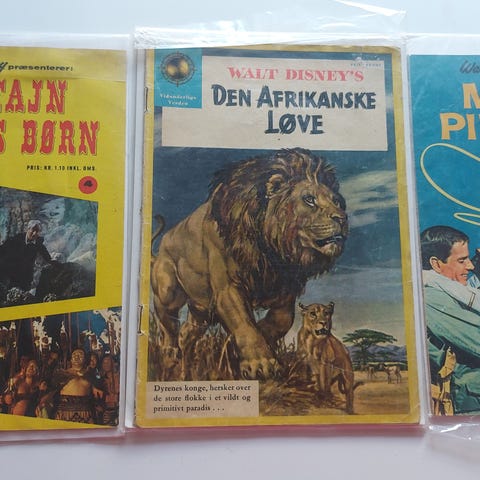 præsenterer:
AJN
S BØRN
PRIS: KR. 1,10 INKL. OMS
4
Vidunderlige
Verden
WALT DISNEY'S
DEN AFRIKANSKE
LØVE
Dyrenes konge, hersker over
de store flokke i et vildt og
primitivt paradis . . .
Wa
M
PI